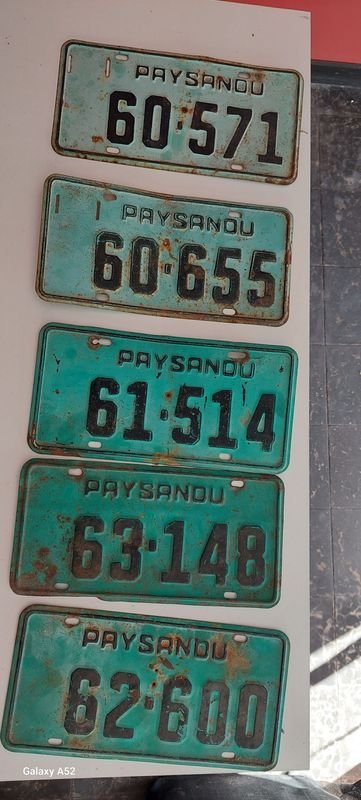 PAYSANDU
60·571
PAYSANDU
60·655
PAYSANDU
61·514
PAYSANDU
63·148
PAYSANDU
62·600
Galaxy A52